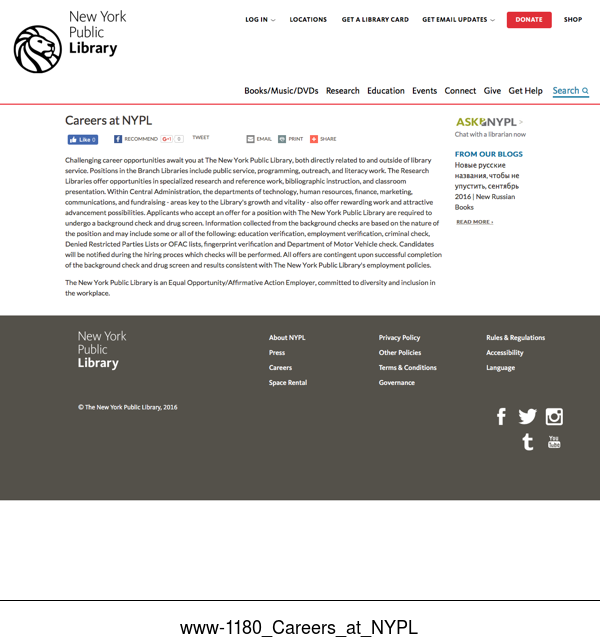 New York
Public
Library
LOG IN
LOCATIONS
GET A LIBRARY CARD
GET EMAIL UPDATES
DONATE
SHOP
Books/Music/DVDs
Research
Education
Events
Connect
Give
Get Help
Search
Careers at NYPL
Like 0
RECOMMEND
G+1
0
TWEET
EMAIL
PRINT
SHARE
Challenging career opportunities await you at The New York Public Library, both directly related to and outside of library
service. Positions in the Branch Libraries include public service, programming, outreach, and literacy work. The Research
Libraries offer opportunities in specialized research and reference work, bibliographic instruction, and classroom
presentation. Within Central Administration, the departments of technology, human resources, finance, marketing,
communications, and fundraising - areas key to the Library's growth and vitality - also offer rewarding work and attractive
advancement possibilities. Applicants who accept an offer for a position with The New York Public Library are required to
undergo a background check and drug screen. Information collected from the background checks are based on the nature of
the position and may include some or all of the following: education verification, employment verification, criminal check,
Denied Restricted Parties Lists or OFAC lists, fingerprint verification and Department of Motor Vehicle check. Candidates
will be notified during the hiring proces which checks will be performed. All offers are contingent upon successful completion
of the background check and drug screen and results consistent with The New York Public Library's employment policies.
The New York Public Library is an Equal Opportunity/Affirmative Action Employer, committed to diversity and inclusion in
the workplace.
ASK NYPL >
Chat with a librarian now
FROM OUR BLOGS
Новые русские
названия, чтобы не
упустить, сентябрь
2016 | New Russian
Books
READ MORE ›
New York
Public
Library
About NYPL
Press
Careers
Space Rental
Privacy Policy
Other Policies
Terms & Conditions
Governance
Rules & Regulations
Accessibility
Language
© The New York Public Library, 2016
You
Tube
www-1180_Careers_at_NYPL